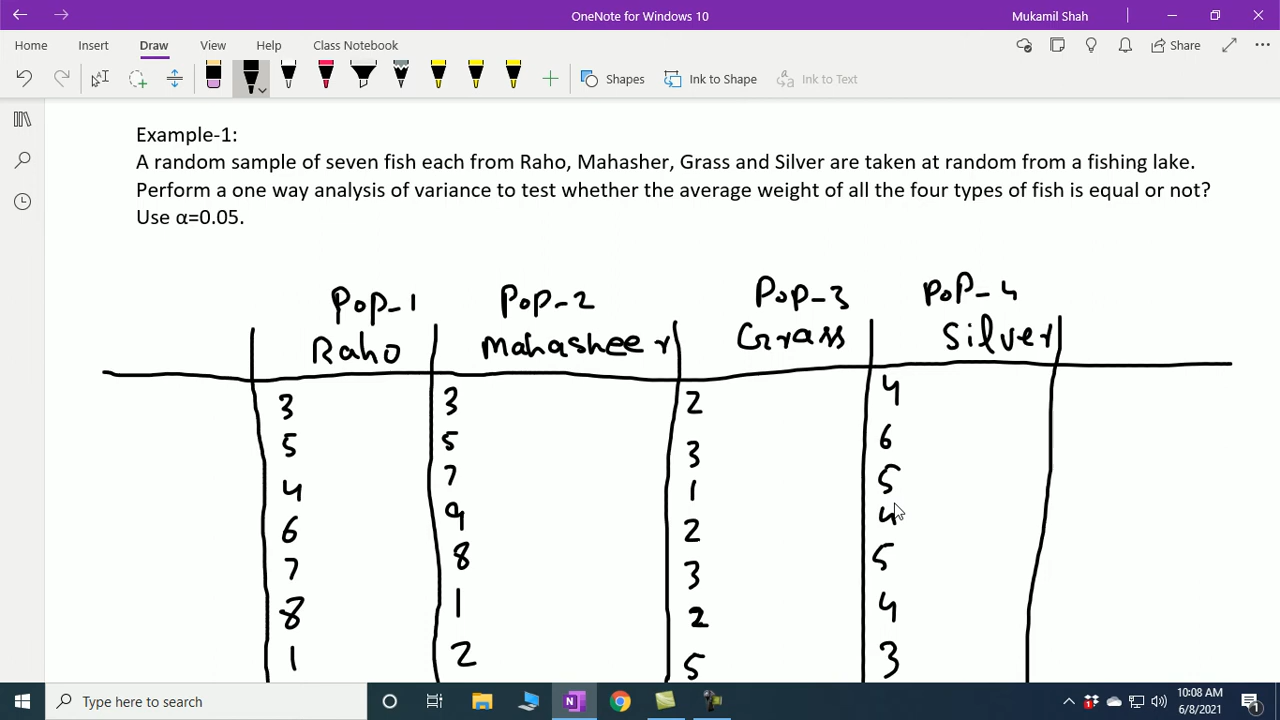 OneNote for Windows 10
Mukamil Shah
Home Insert Draw View Help Class Notebook
Share
Shapes Ink to Shape Ink to Text
Example-1:
A random sample of seven fish each from Raho, Mahasher, Grass and Silver are taken at random from a fishing lake.
Perform a one way analysis of variance to test whether the average weight of all the four types of fish is equal or not?
Use α=0.05.
Pop-1 Pop-2 Pop-3 PoP-4
Raho Mahasheer Grass Silver
3 3 2 4
5 5 3 6
4 7 1 5
6 9 2 4
7 8 3 5
8 1 2 4
1 2 5 3
Type here to search
10:08 AM
6/8/2021
1